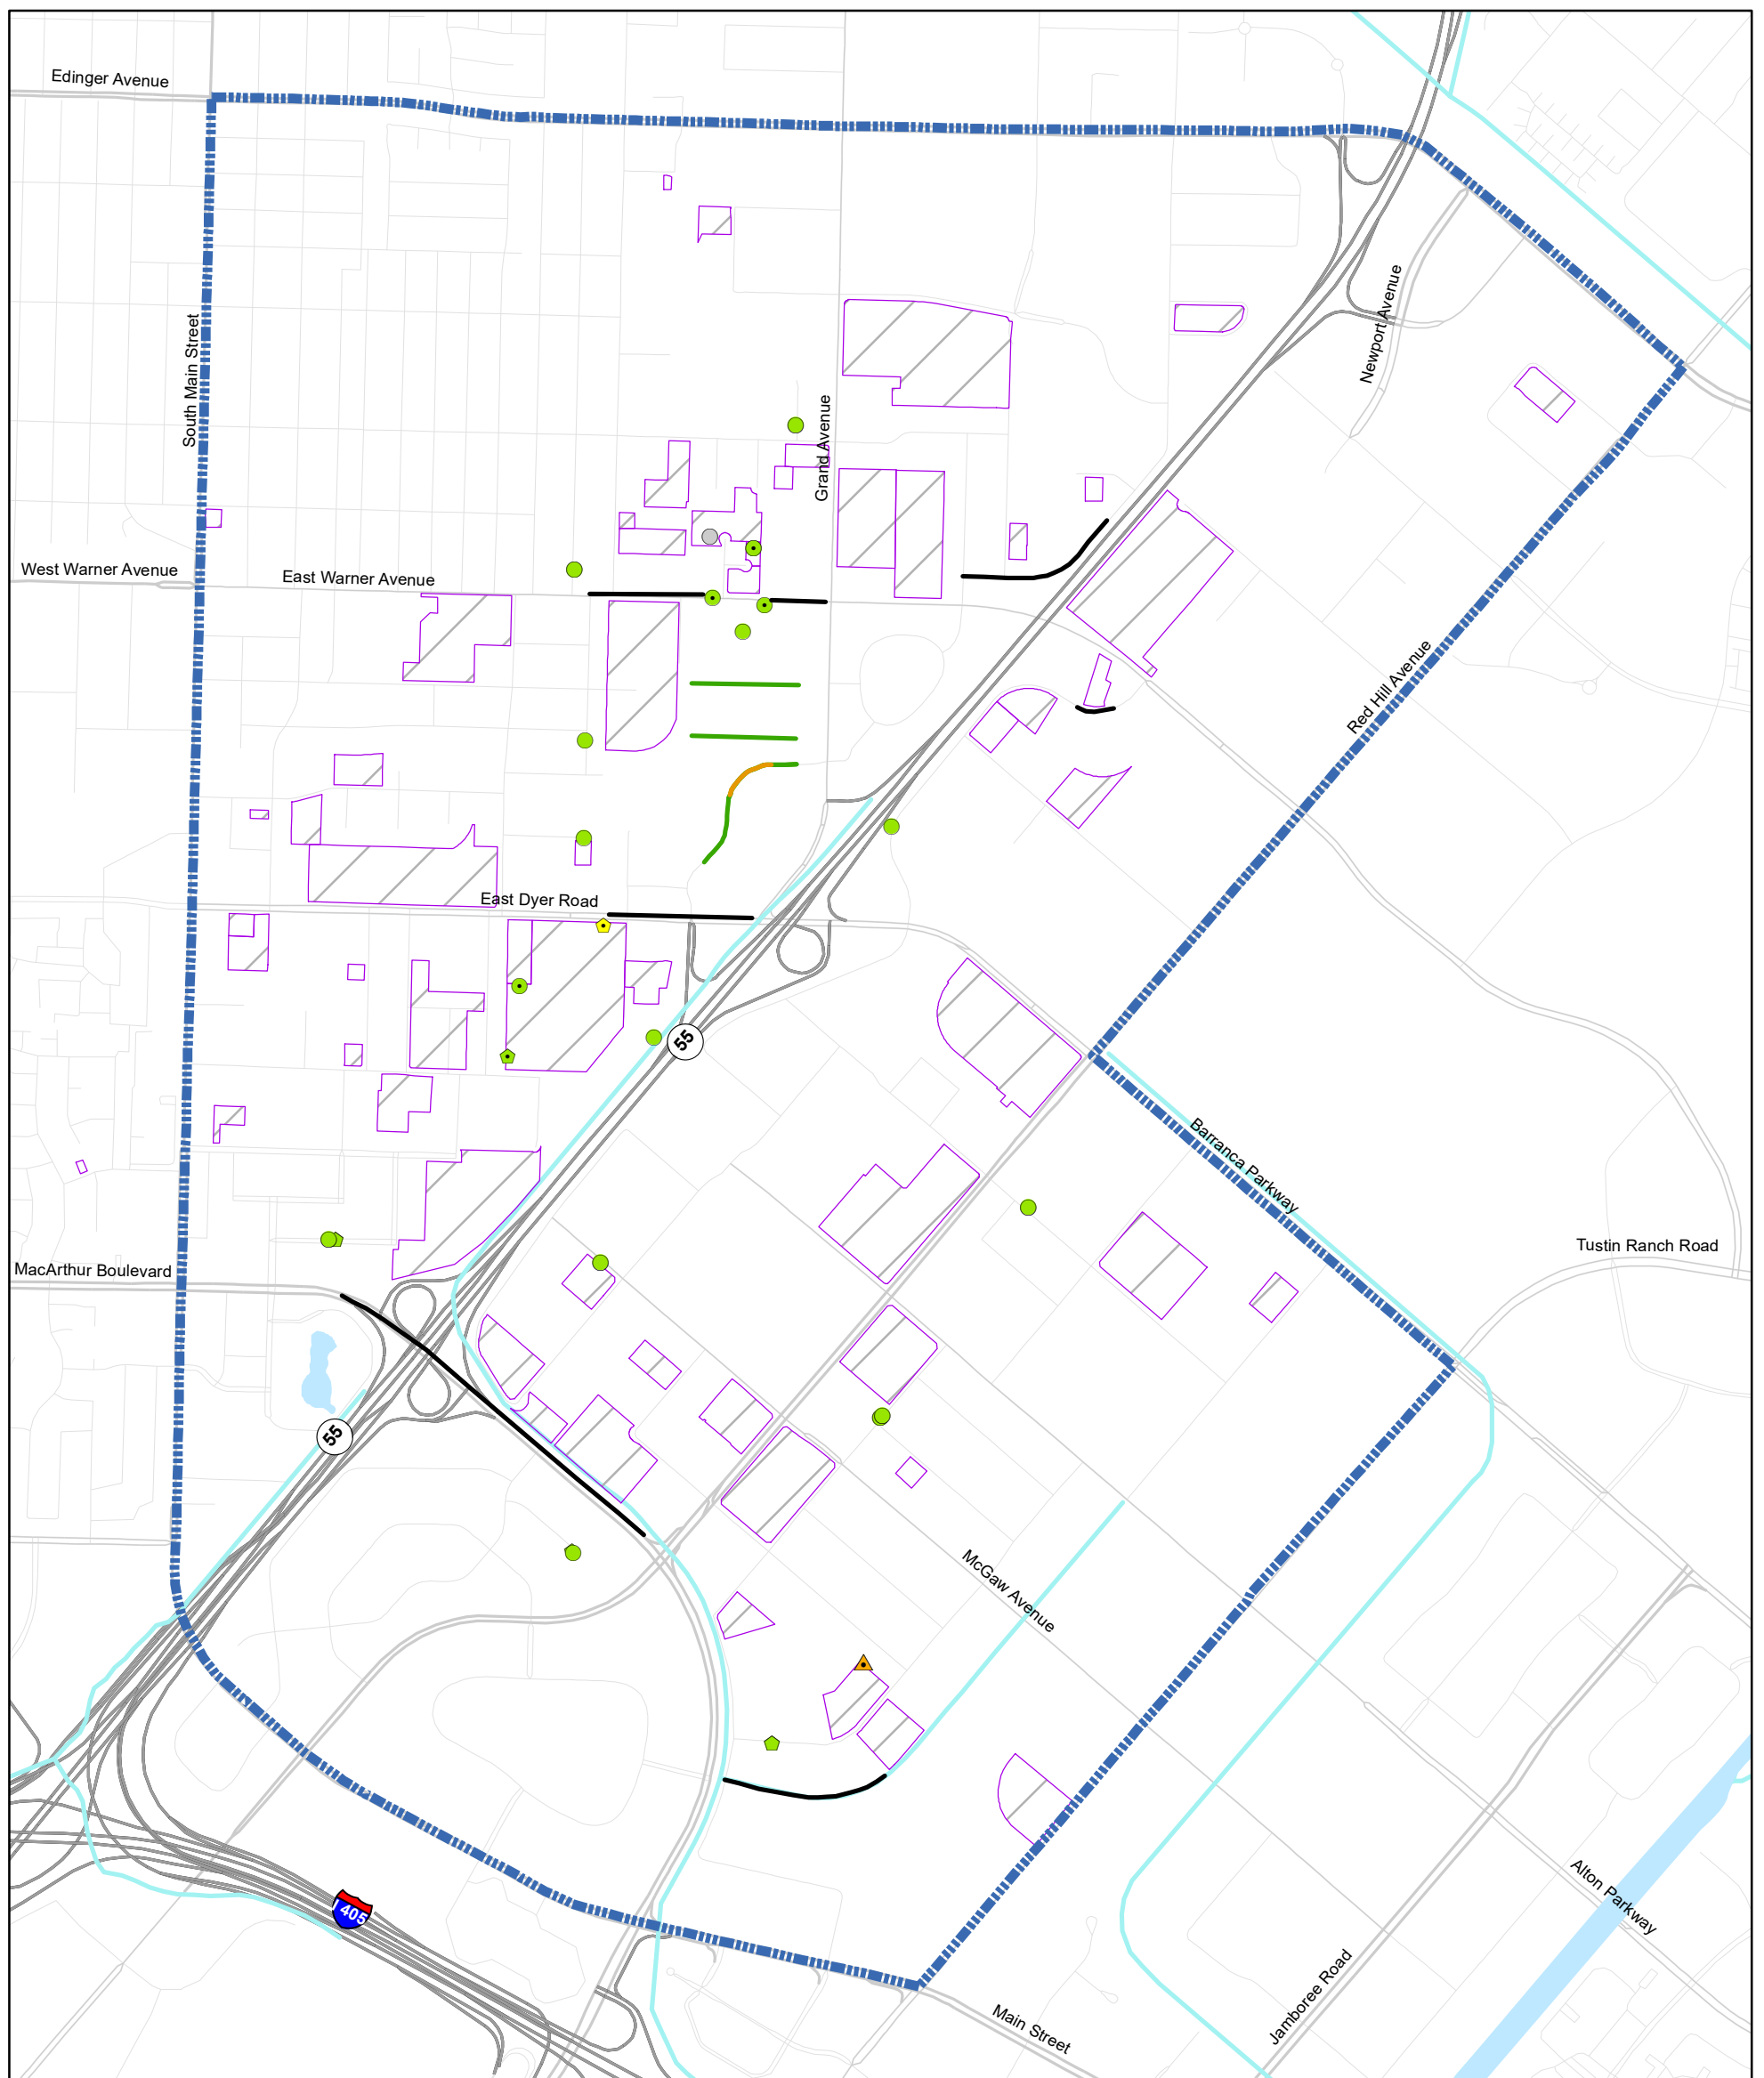 Edinger Avenue
South Main Street
Newport Avenue
Grand Avenue
West Warner Avenue
East Warner Avenue
Red Hill Avenue
East Dyer Road
55
Barranca Parkway
Tustin Ranch Road
MacArthur Boulevard
55
McGaw Avenue
Alton Parkway
405
Jamboree Road
Main Street